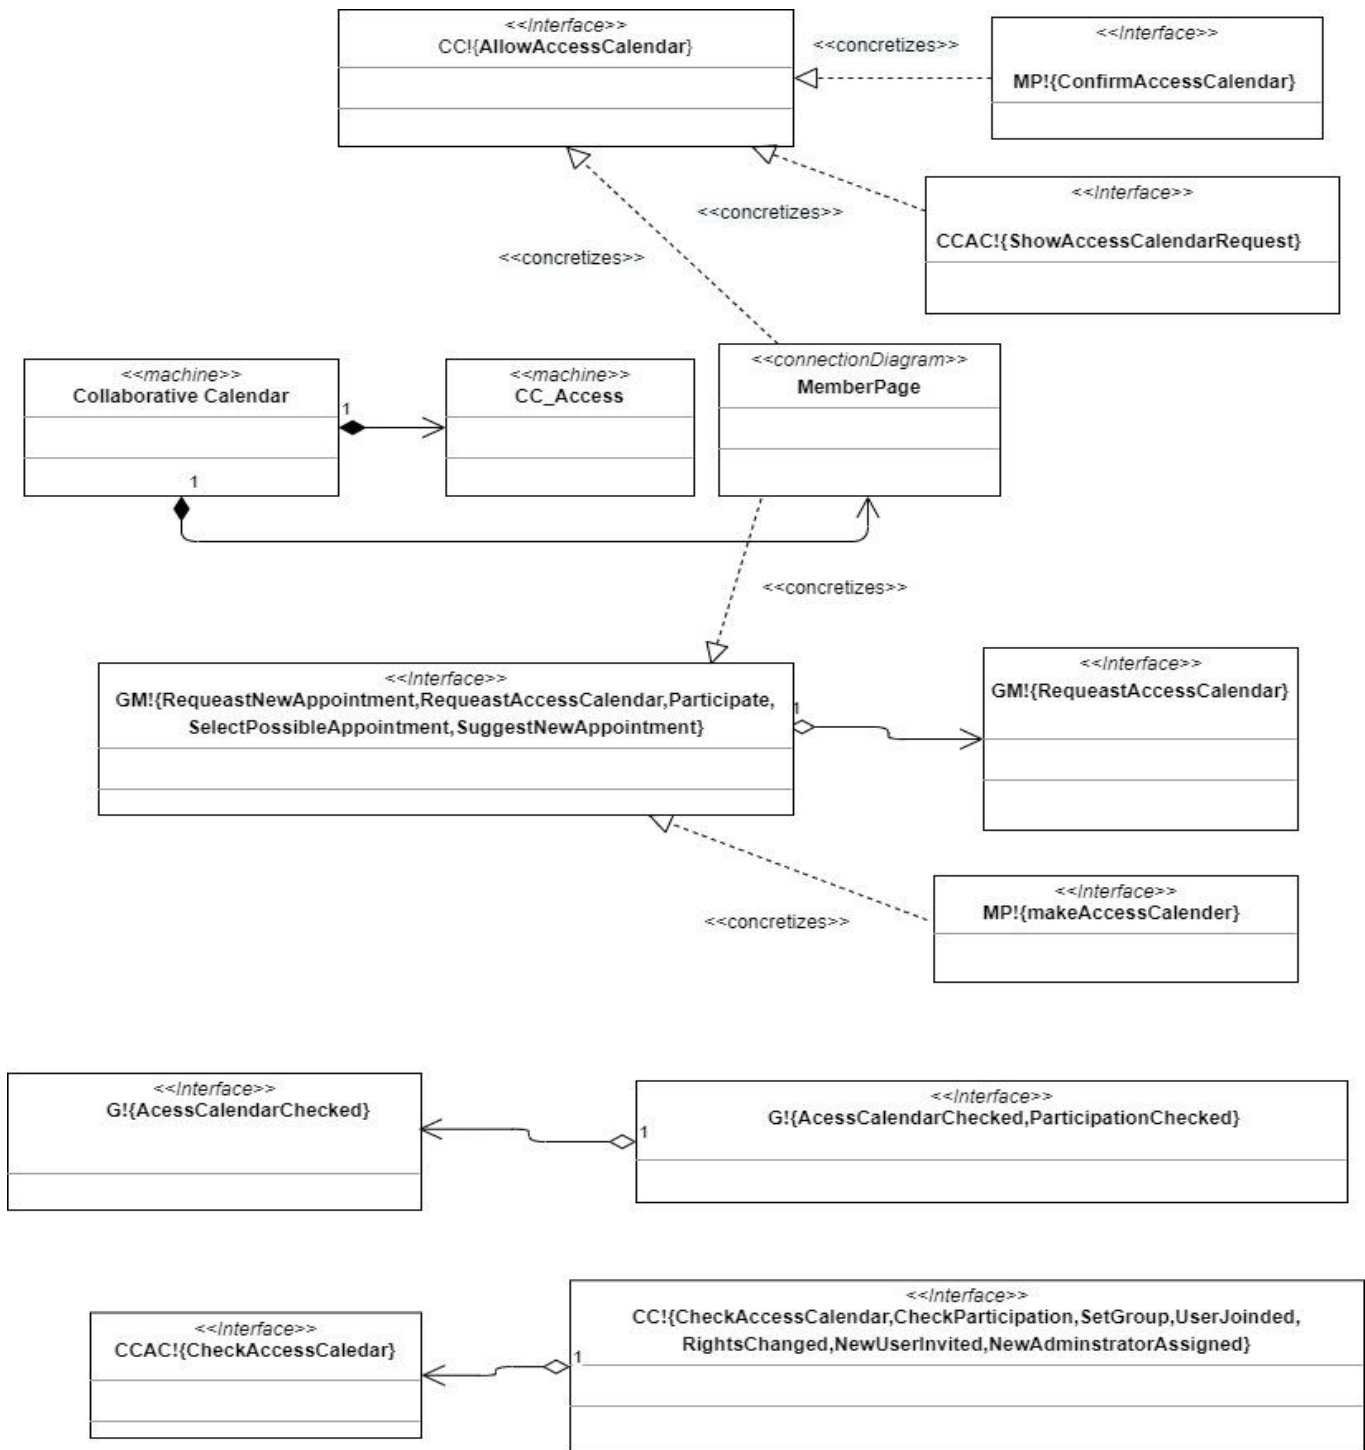 <<Interface>>
CC!{AllowAccessCalendar}
<<concretizes>>
<<Interface>>
MP!{ConfirmAccessCalendar}
<<Interface>>
CCAC!{ShowAccessCalendarRequest}
<<concretizes>>
<<concretizes>>
<<machine>>
Collaborative Calendar
1
1
<<machine>>
CC_Access
<<connectionDiagram>>
MemberPage
<<concretizes>>
<<Interface>>
GM!{RequeastNewAppointment,RequeastAccessCalendar,Participate,
SelectPossibleAppointment,SuggestNewAppointment}
1
<<Interface>>
GM!{RequeastAccessCalendar}
<<concretizes>>
<<Interface>>
MP!{makeAccessCalender}
<<Interface>>
G!{AcessCalendarChecked}
1
<<Interface>>
G!{AcessCalendarChecked,ParticipationChecked}
<<Interface>>
CCAC!{CheckAccessCaledar}
1
<<Interface>>
CC!{CheckAccessCalendar,CheckParticipation,SetGroup,UserJoinded,
RightsChanged,NewUserInvited,NewAdminstratorAssigned}